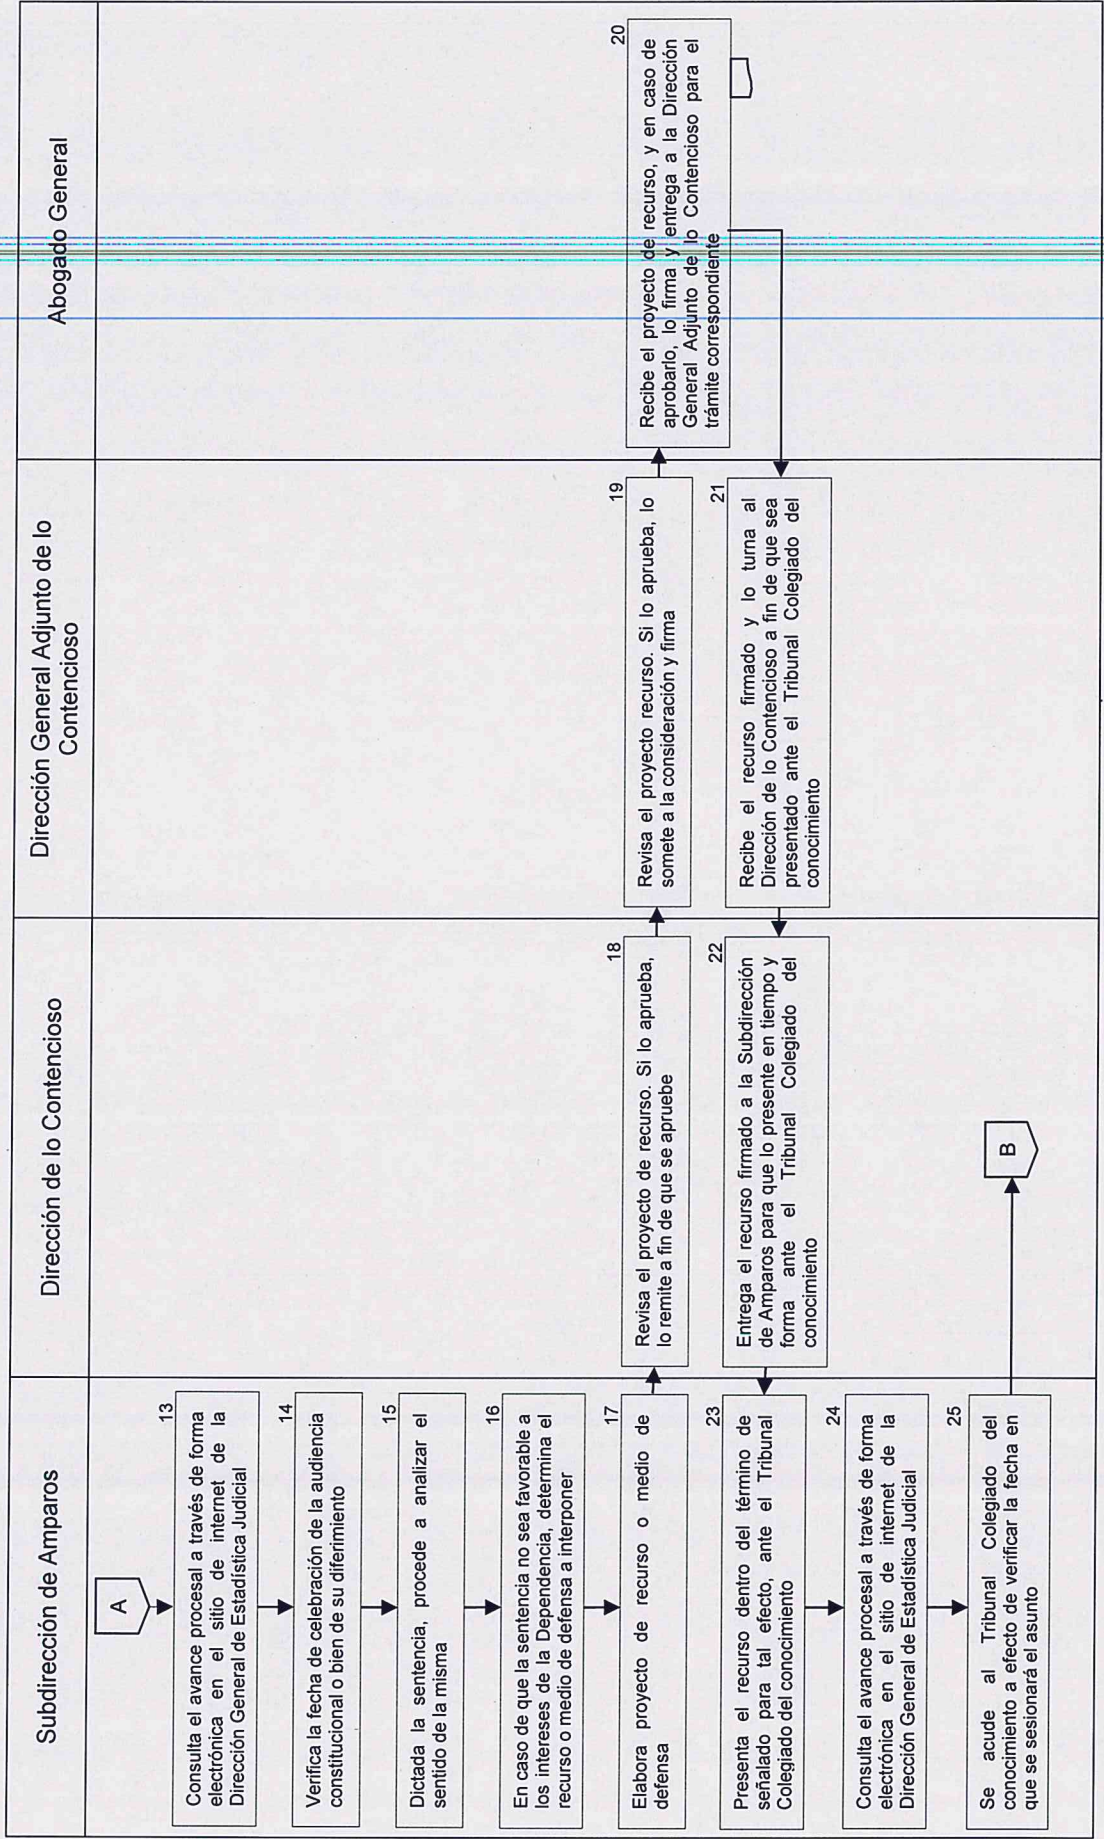 Subdirección de Amparos
Dirección de lo Contencioso
Dirección General Adjunto de lo
Contencioso
Abogado General
A
13
Consulta el avance procesal a través de forma
electrónica en el sitio de internet de la
Dirección General de Estadística Judicial
14
Verifica la fecha de celebración de la audiencia
constitucional o bien de su diferimiento
15
Dictada la sentencia, procede a analizar el
sentido de la misma
16
En caso de que la sentencia no sea favorable a
los intereses de la Dependencia, determina el
recurso o medio de defensa a interponer
17
Elabora proyecto de recurso o medio de
defensa
18
Revisa el proyecto de recurso. Si lo aprueba,
lo remite a fin de que se apruebe
19
Revisa el proyecto recurso. Si lo aprueba, lo
somete a la consideración y firma
20
Recibe el proyecto de recurso, y en caso de
aprobarlo, lo firma y entrega a la Dirección
General Adjunto de lo Contencioso para el
trámite correspondiente
21
Recibe el recurso firmado y lo turna al
Dirección de lo Contencioso a fin de que sea
presentado ante el Tribunal Colegiado del
conocimiento
22
Entrega el recurso firmado a la Subdirección
de Amparos para que lo presente en tiempo y
forma ante el Tribunal Colegiado del
conocimiento
23
Presenta el recurso dentro del término de
señalado para tal efecto, ante el Tribunal
Colegiado del conocimiento
24
Consulta el avance procesal a través de forma
electrónica en el sitio de internet de la
Dirección General de Estadística Judicial
25
Se acude al Tribunal Colegiado del
conocimiento a efecto de verificar la fecha en
que se sesionará el asunto
B